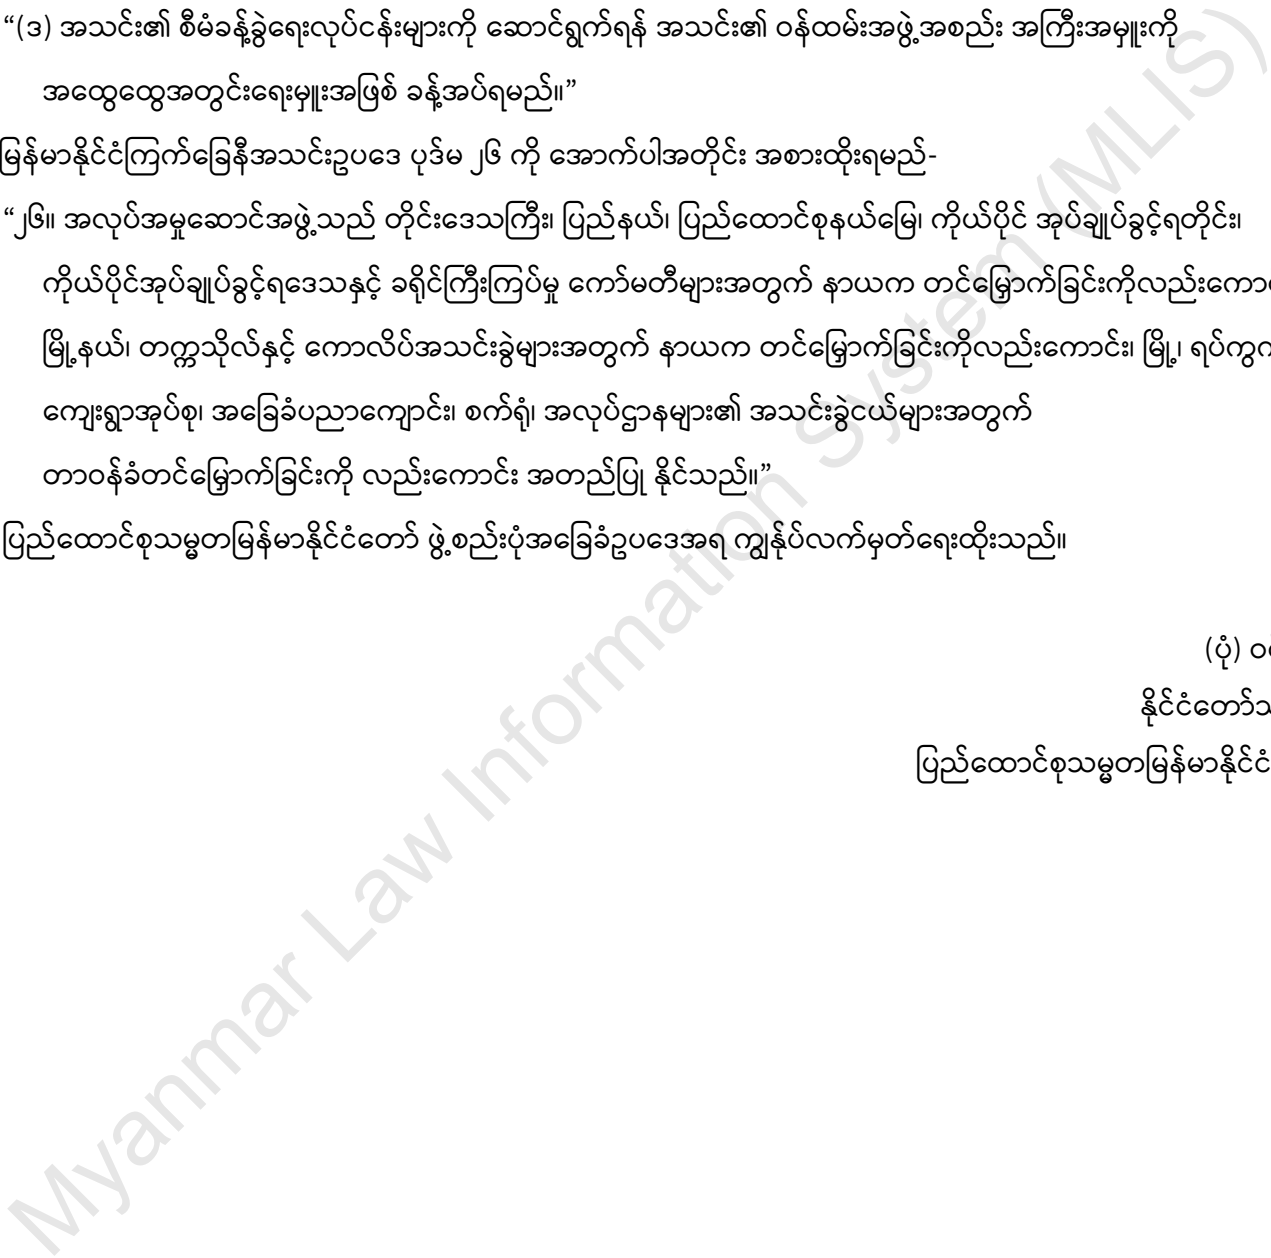 “(ဒ) အသင်း၏ စီမံခန့်ခွဲရေးလုပ်ငန်းများကို ဆောင်ရွက်ရန် အသင်း၏ ဝန်ထမ်းအဖွဲ့အစည်း အကြီးအမှူးကို
အထွေထွေအတွင်းရေးမှူးအဖြစ် ခန့်အပ်ရမည်။”
မြန်မာနိုင်ငံကြက်ခြေနီအသင်းဥပဒေ ပုဒ်မ ၂၆ ကို အောက်ပါအတိုင်း အစားထိုးရမည်-
“၂၆။ အလုပ်အမှုဆောင်အဖွဲ့သည် တိုင်းဒေသကြီး၊ ပြည်နယ်၊ ပြည်ထောင်စုနယ်မြေ၊ ကိုယ်ပိုင် အုပ်ချုပ်ခွင့်ရတိုင်း၊
ကိုယ်ပိုင်အုပ်ချုပ်ခွင့်ရဒေသနှင့် ခရိုင်ကြီးကြပ်မှု ကော်မတီများအတွက် နာယက တင်မြှောက်ခြင်းကိုလည်း
မြို့နယ်၊ တက္ကသိုလ်နှင့် ကောလိပ်အသင်းခွဲများအတွက် နာယက တင်မြှောက်ခြင်းကိုလည်းကောင်း၊ မြို့၊
ကျေးရွာအုပ်စု၊ အခြေခံပညာကျောင်း၊ စက်ရုံ၊ အလုပ်ဌာနများ၏ အသင်းခွဲငယ်များအတွက်
တာဝန်ခံတင်မြှောက်ခြင်းကို လည်းကောင်း အတည်ပြု နိုင်သည်။”
ပြည်ထောင်စုသမ္မတမြန်မာနိုင်ငံတော် ဖွဲ့စည်းပုံအခြေခံဥပဒေအရ ကျွန်ုပ်လက်မှတ်ရေးထိုးသည်။
(ပုံ)
နိုင်ငံတော်
ပြည်ထောင်စုသမ္မတမြန်မာနိုင်ငံ
Myanmar Law Information System (MLIS)